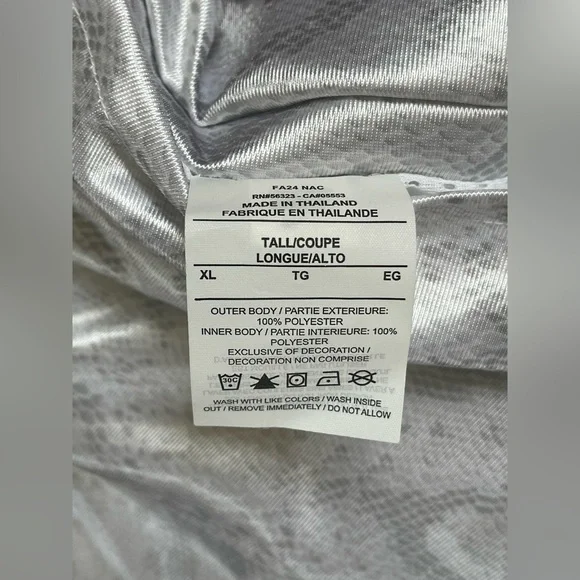 FA24 NAC
RN#56323 - CA#05553
MADE IN THAILAND
FABRIQUE EN THAILANDE
TALL/COUPE
LONGUE/ALTO
XL TG EG
OUTER BODY / PARTIE EXTERIEURE:
100% POLYESTER
INNER BODY / PARTIE INTERIEURE: 100%
POLYESTER
EXCLUSIVE OF DECORATION /
DECORATION NON COMPRISE
30C
WASH WITH LIKE COLORS / WASH INSIDE
OUT / REMOVE IMMEDIATELY / DO NOT ALLOW